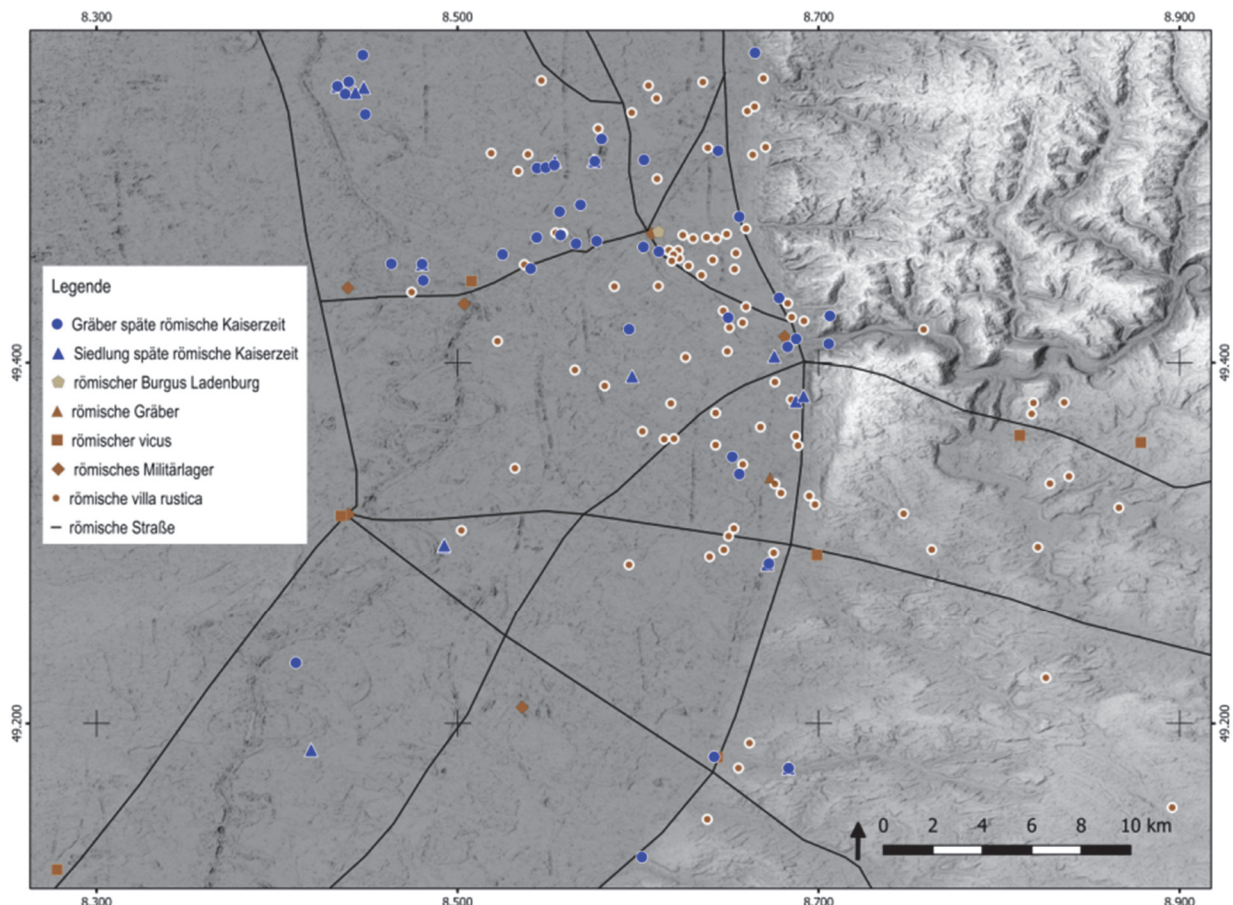 8.300 8.500 8.700 8.900
49.400 49.400
Legende
Gräber späte römische Kaiserzeit
Siedlung späte römische Kaiserzeit
römischer Burgus Ladenburg
römische Gräber
römischer vicus
römisches Militärlager
römische villa rustica
römische Straße
49.200 49.200
0 2 4 6 8 10 km
8.300 8.500 8.700 8.900